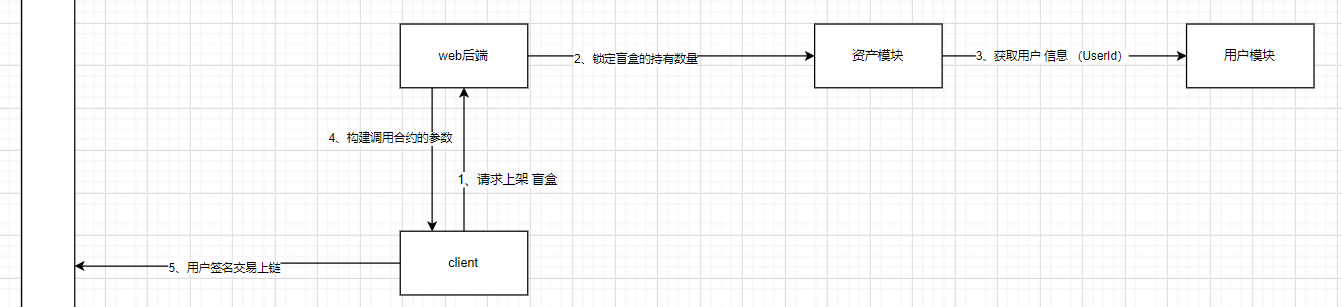 web后端
2、锁定盲盒的持有数量
资产模块
3、获取用户 信息 （UserId）
用户模块
4、构建调用合约的参数
1、请求上架 盲盒
client
5、用户签名交易上链